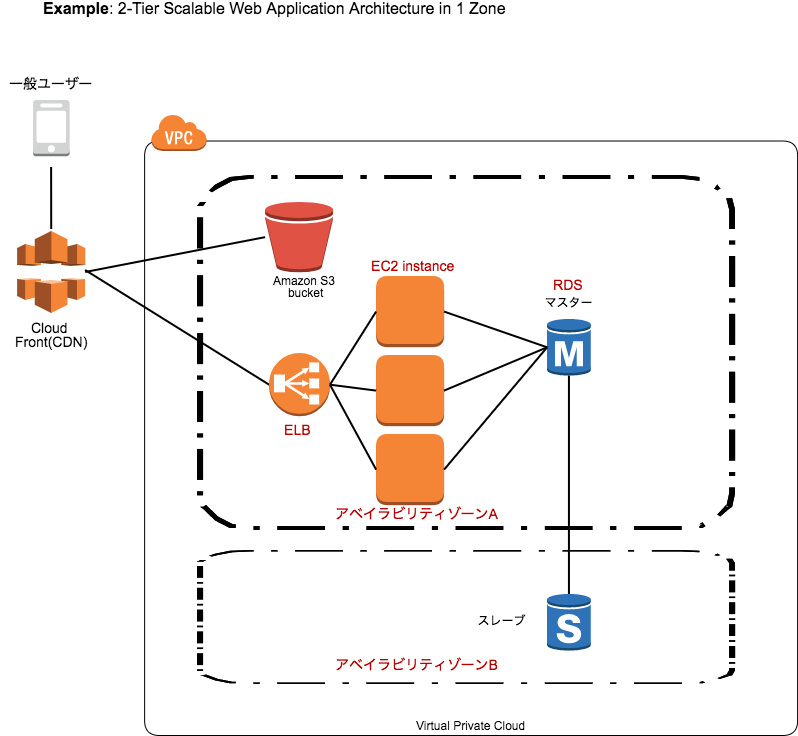 Example: 2-Tier Scalable Web Application Architecture in 1 Zone
一般ユーザー
VPC
Cloud
Front(CDN)
Amazon S3
bucket
EC2 instance
RDS
マスター
M
ELB
アベイラビリティゾーンA
スレーブ
S
アベイラビリティゾーンB
Virtual Private Cloud